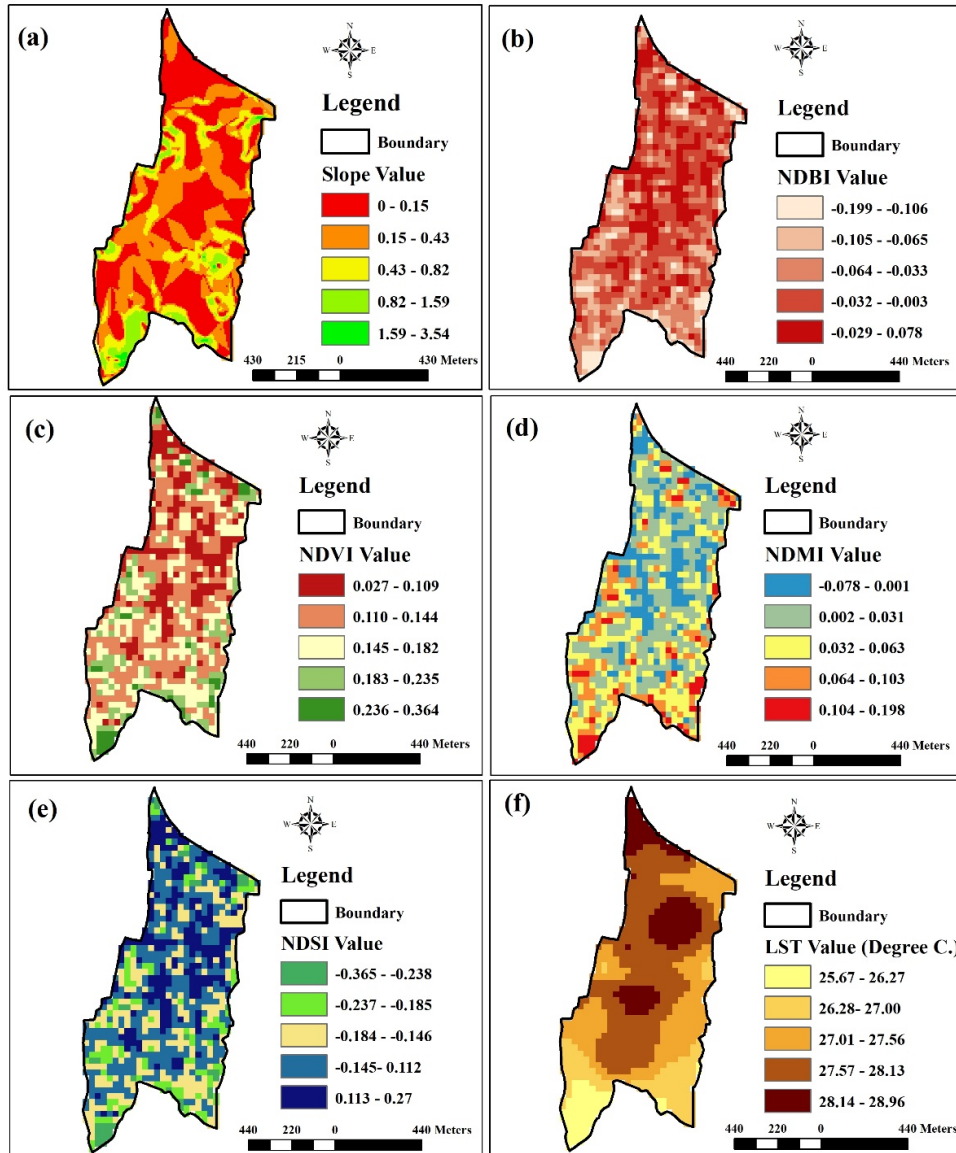 (a)
N
W E
S
Legend
Boundary
Slope Value
0 - 0.15
0.15 - 0.43
0.43 - 0.82
0.82 - 1.59
1.59 - 3.54
430 215 0 430 Meters
(b)
N
W E
S
Legend
Boundary
NDBI Value
-0.199 - -0.106
-0.105 - -0.065
-0.064 - -0.033
-0.032 - -0.003
-0.029 - 0.078
440 220 0 440 Meters
(c)
N
W E
S
Legend
Boundary
NDVI Value
0.027 - 0.109
0.110 - 0.144
0.145 - 0.182
0.183 - 0.235
0.236 - 0.364
440 220 0 440 Meters
(d)
N
W E
S
Legend
Boundary
NDMI Value
-0.078 - 0.001
0.002 - 0.031
0.032 - 0.063
0.064 - 0.103
0.104 - 0.198
440 220 0 440 Meters
(e)
N
W E
S
Legend
Boundary
NDSI Value
-0.365 - -0.238
-0.237 - -0.185
-0.184 - -0.146
-0.145- 0.112
0.113 - 0.27
440 220 0 440 Meters
(f)
N
W E
S
Legend
Boundary
LST Value (Degree C.)
25.67 - 26.27
26.28- 27.00
27.01 - 27.56
27.57 - 28.13
28.14 - 28.96
440 220 0 440 Meters